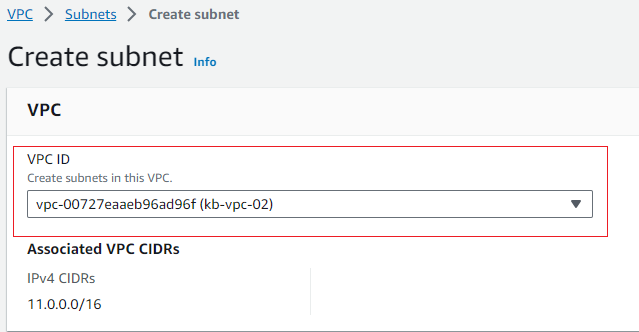 VPC > Subnets > Create subnet
Create subnet Info
VPC
VPC ID
Create subnets in this VPC.
vpc-00727eaaeb96ad96f (kb-vpc-02)
Associated VPC CIDRs
IPv4 CIDRs
11.0.0.0/16